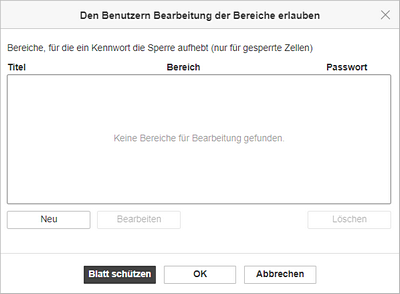 Den Benutzern Bearbeitung der Bereiche erlauben
Bereiche, für die ein Kennwort die Sperre aufhebt (nur für gesperrte Zellen)
Titel Bereich Passwort
Keine Bereiche für Bearbeitung gefunden.
Neu Bearbeiten Löschen
Blatt schützen OK Abbrechen